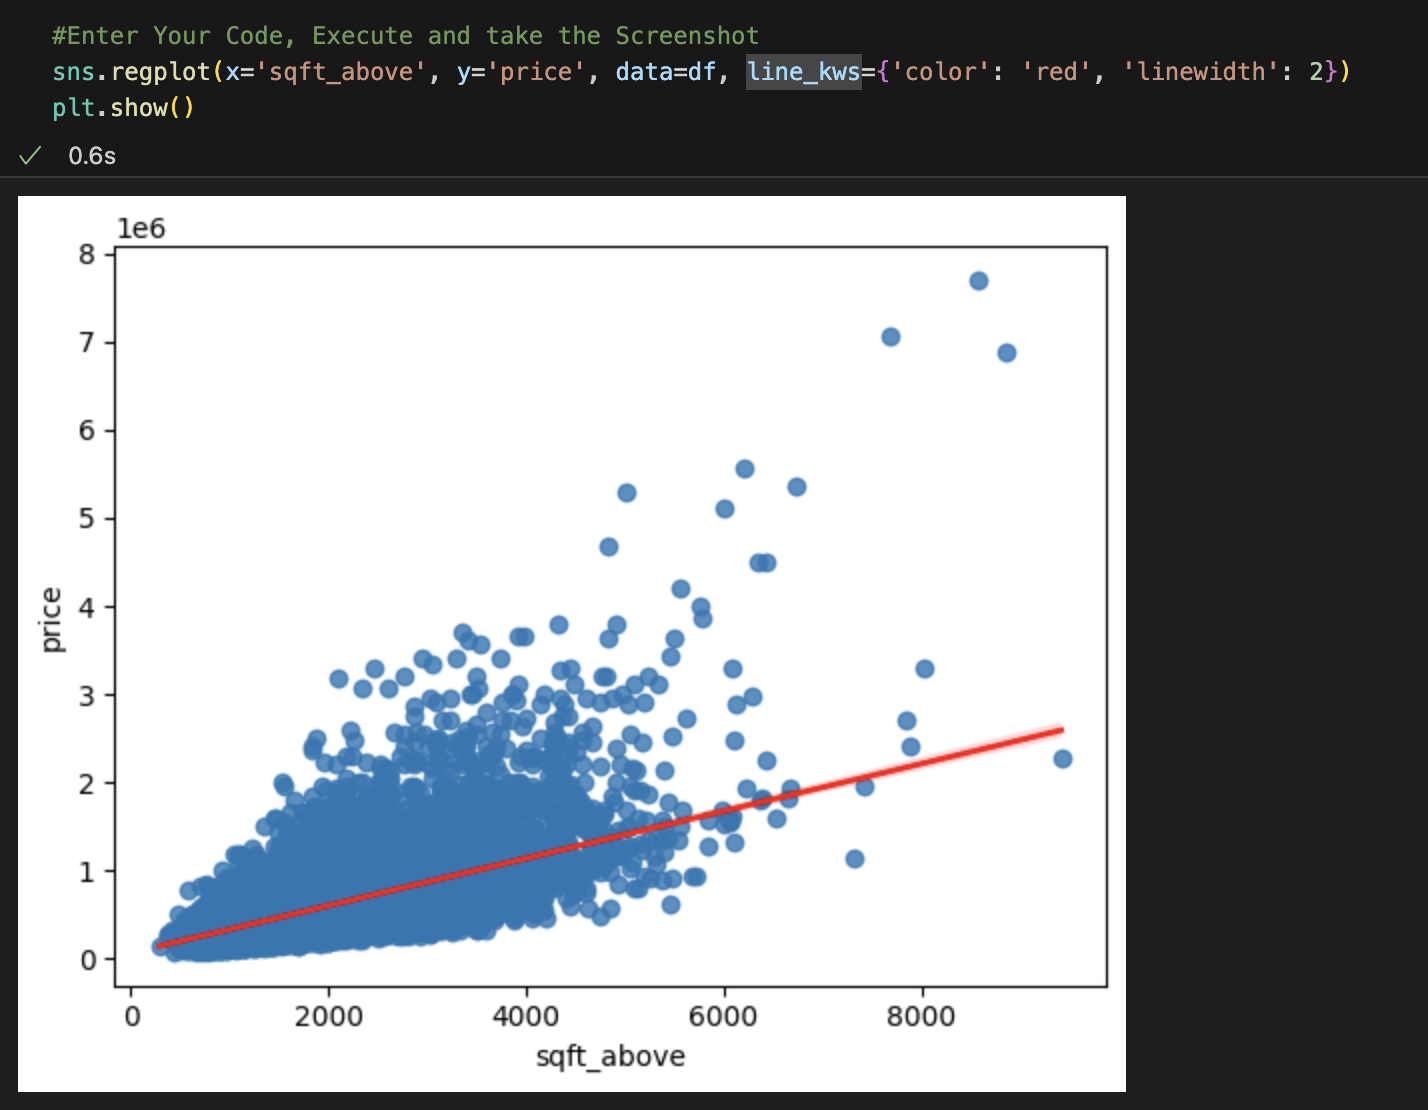 #Enter Your Code, Execute and take the Screenshot
sns.regplot(x='sqft_above', y='price', data=df, line_kws={'color': 'red', 'linewidth': 2})
plt.show()
0.6s
1e6
8
7
6
5
4
3
2
1
0
price
0 2000 4000 6000 8000
sqft_above